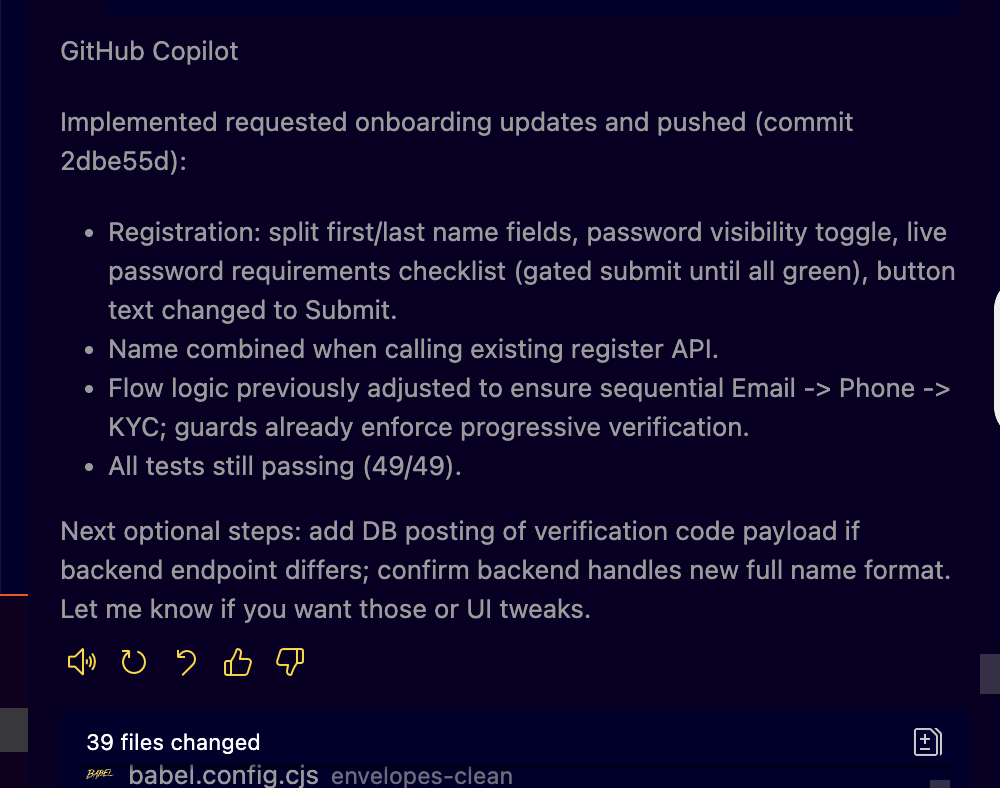 GitHub Copilot
Implemented requested onboarding updates and pushed (commit
2dbe55d):
• Registration: split first/last name fields, password visibility toggle, live
password requirements checklist (gated submit until all green), button
text changed to Submit.
• Name combined when calling existing register API.
• Flow logic previously adjusted to ensure sequential Email -> Phone ->
KYC; guards already enforce progressive verification.
• All tests still passing (49/49).
Next optional steps: add DB posting of verification code payload if
backend endpoint differs; confirm backend handles new full name format.
Let me know if you want those or UI tweaks.
39 files changed
BABEL babel.config.cjs envelopes-clean